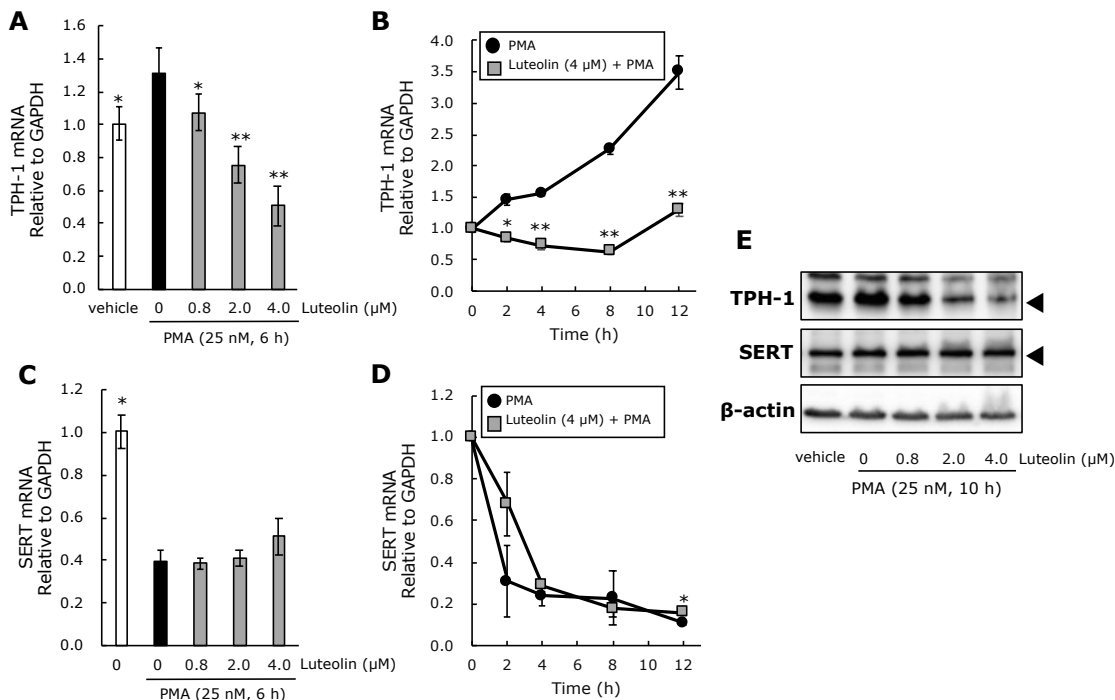 A
TPH-1 mRNA
Relative to GAPDH
1.6
1.4
1.2
1.0
0.8
0.6
0.4
0.2
0.0
*
*
**
**
vehicle 0 0.8 2.0 4.0 Luteolin (µM)
PMA (25 nM, 6 h)
B
TPH-1 mRNA
Relative to GAPDH
4.0
3.5
3.0
2.5
2.0
1.5
1.0
0.5
0.0
PMA
Luteolin (4 µM) + PMA
*
**
**
**
0 2 4 6 8 10 12
Time (h)
C
SERT mRNA
Relative to GAPDH
1.2
1.0
0.8
0.6
0.4
0.2
0.0
*
0 0 0.8 2.0 4.0 Luteolin (µM)
PMA (25 nM, 6 h)
D
SERT mRNA
Relative to GAPDH
1.2
1.0
0.8
0.6
0.4
0.2
0.0
PMA
Luteolin (4 µM) + PMA
*
0 2 4 6 8 10 12
Time (h)
E
TPH-1
SERT
β-actin
vehicle 0 0.8 2.0 4.0 Luteolin (µM)
PMA (25 nM, 10 h)